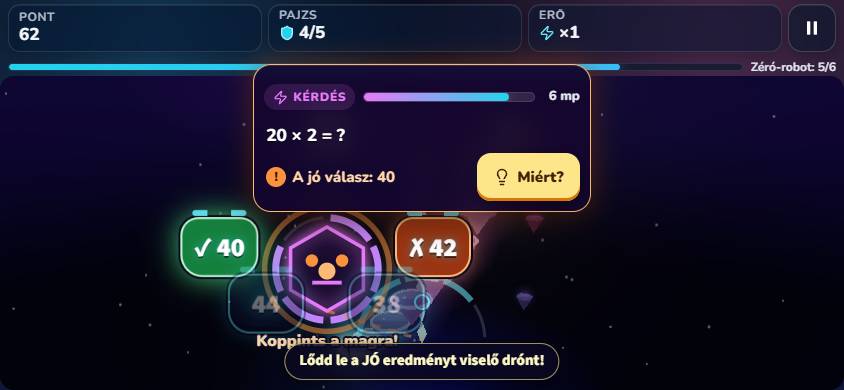 PONT
62
PAJZS
4/5
ERŐ
×1
Zéró-robot: 5/6
KÉRDÉS
6 mp
20 × 2 = ?
! A jó válasz: 40
Miért?
✓ 40
✗ 42
44
38
Koppints a magra!
Lődd le a JÓ eredményt viselő drónt!